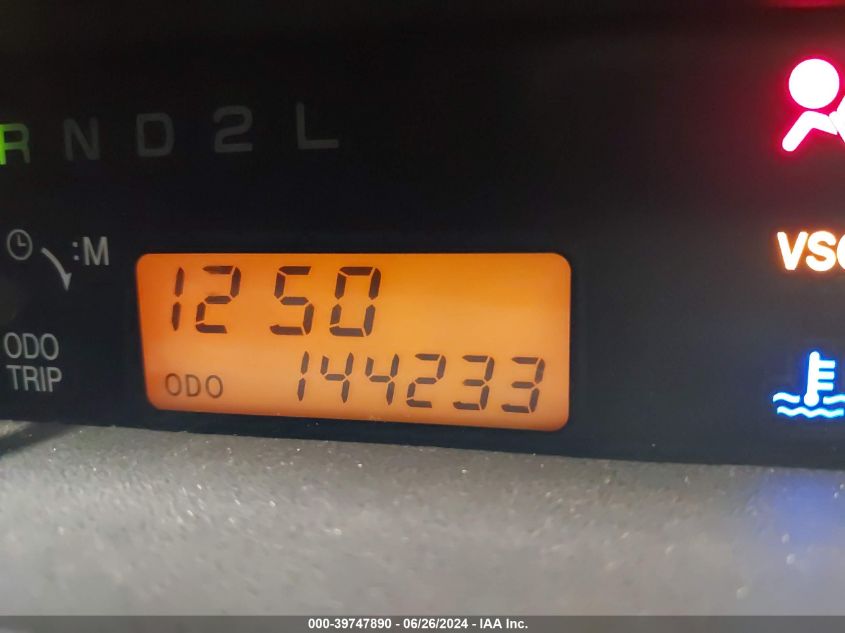 R N D 2 L
:M
12 50
VSC
ODO
TRIP
ODO 144233
000-39747890 - 06/26/2024 - IAA Inc.